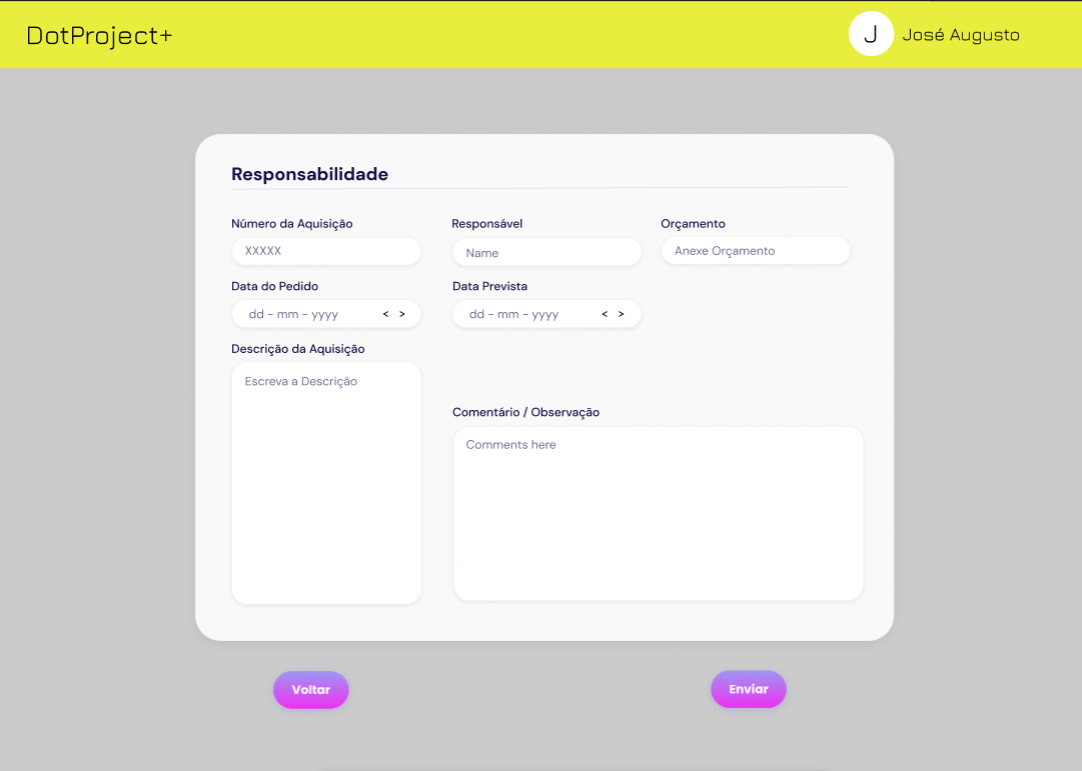 DotProject+
J José Augusto
Responsabilidade
Número da Aquisição Responsável Orçamento
XXXXX Name Anexe Orçamento
Data do Pedido Data Prevista
dd - mm - yyyy < > dd - mm - yyyy < >
Descrição da Aquisição
Escreva a Descrição
Comentário / Observação
Comments here
Voltar Enviar